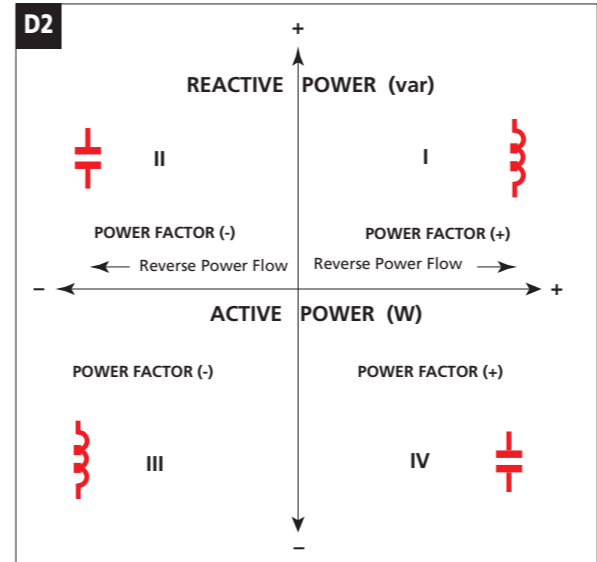 D2
+
REACTIVE POWER (var)
II
I
POWER FACTOR (-)
POWER FACTOR (+)
Reverse Power Flow
Reverse Power Flow
–
+
ACTIVE POWER (W)
POWER FACTOR (-)
POWER FACTOR (+)
III
IV
–